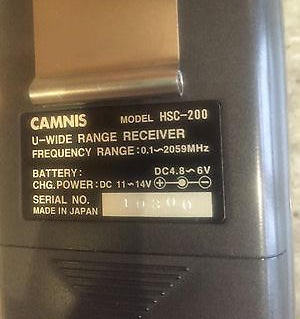 CAMNIS MODEL HSC-200
U-WIDE RANGE RECEIVER
FREQUENCY RANGE:0.1~2059MHz
BATTERY: DC4.8~6V
CHG.POWER:DC 11~14V
SERIAL NO.
MADE IN JAPAN